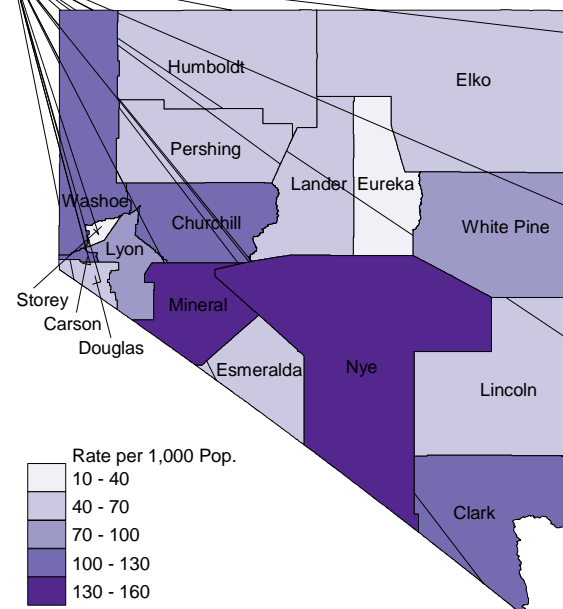 Humboldt
Elko
Pershing
Lander
Eureka
Washoe
Churchill
White Pine
Lyon
Storey
Carson
Douglas
Mineral
Esmeralda
Nye
Lincoln
Clark
Rate per 1,000 Pop.
10 - 40
40 - 70
70 - 100
100 - 130
130 - 160